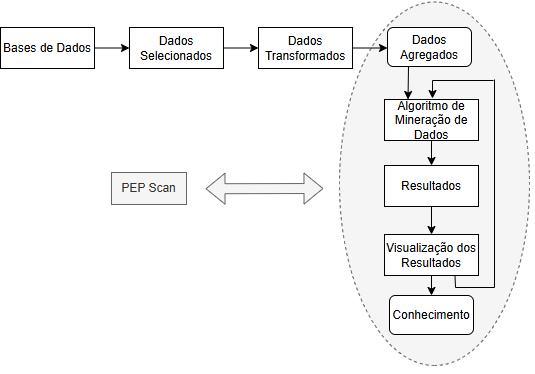 Bases de Dados
Dados
Selecionados
Dados
Transformados
Dados
Agregados
Algoritmo de
Mineração de
Dados
PEP Scan
Resultados
Visualização dos
Resultados
Conhecimento